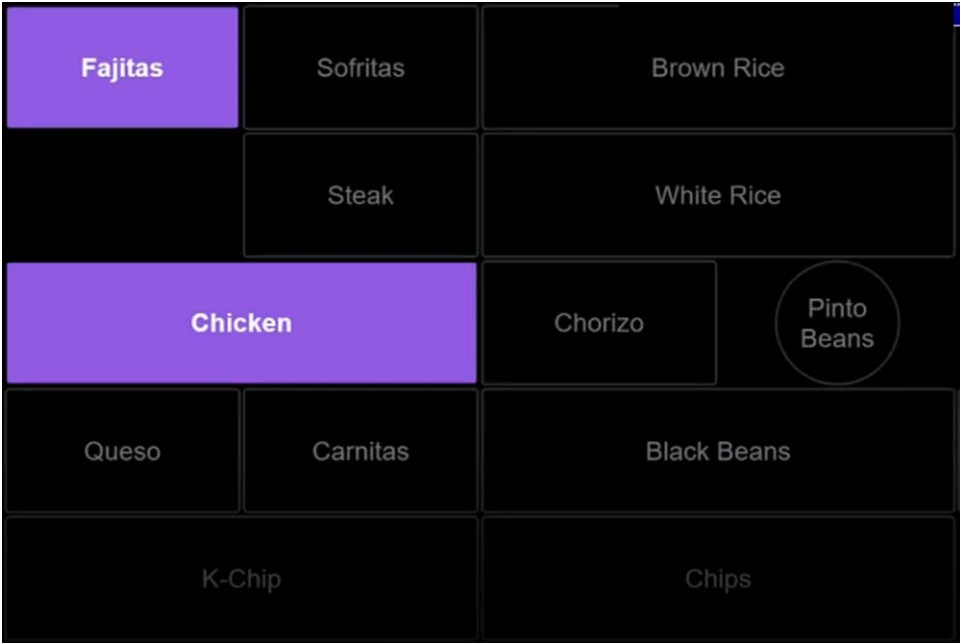 Fajitas
Sofritas
Brown Rice
Steak
White Rice
Chicken
Chorizo
Pinto
Beans
Queso
Carnitas
Black Beans
K-Chip
Chips